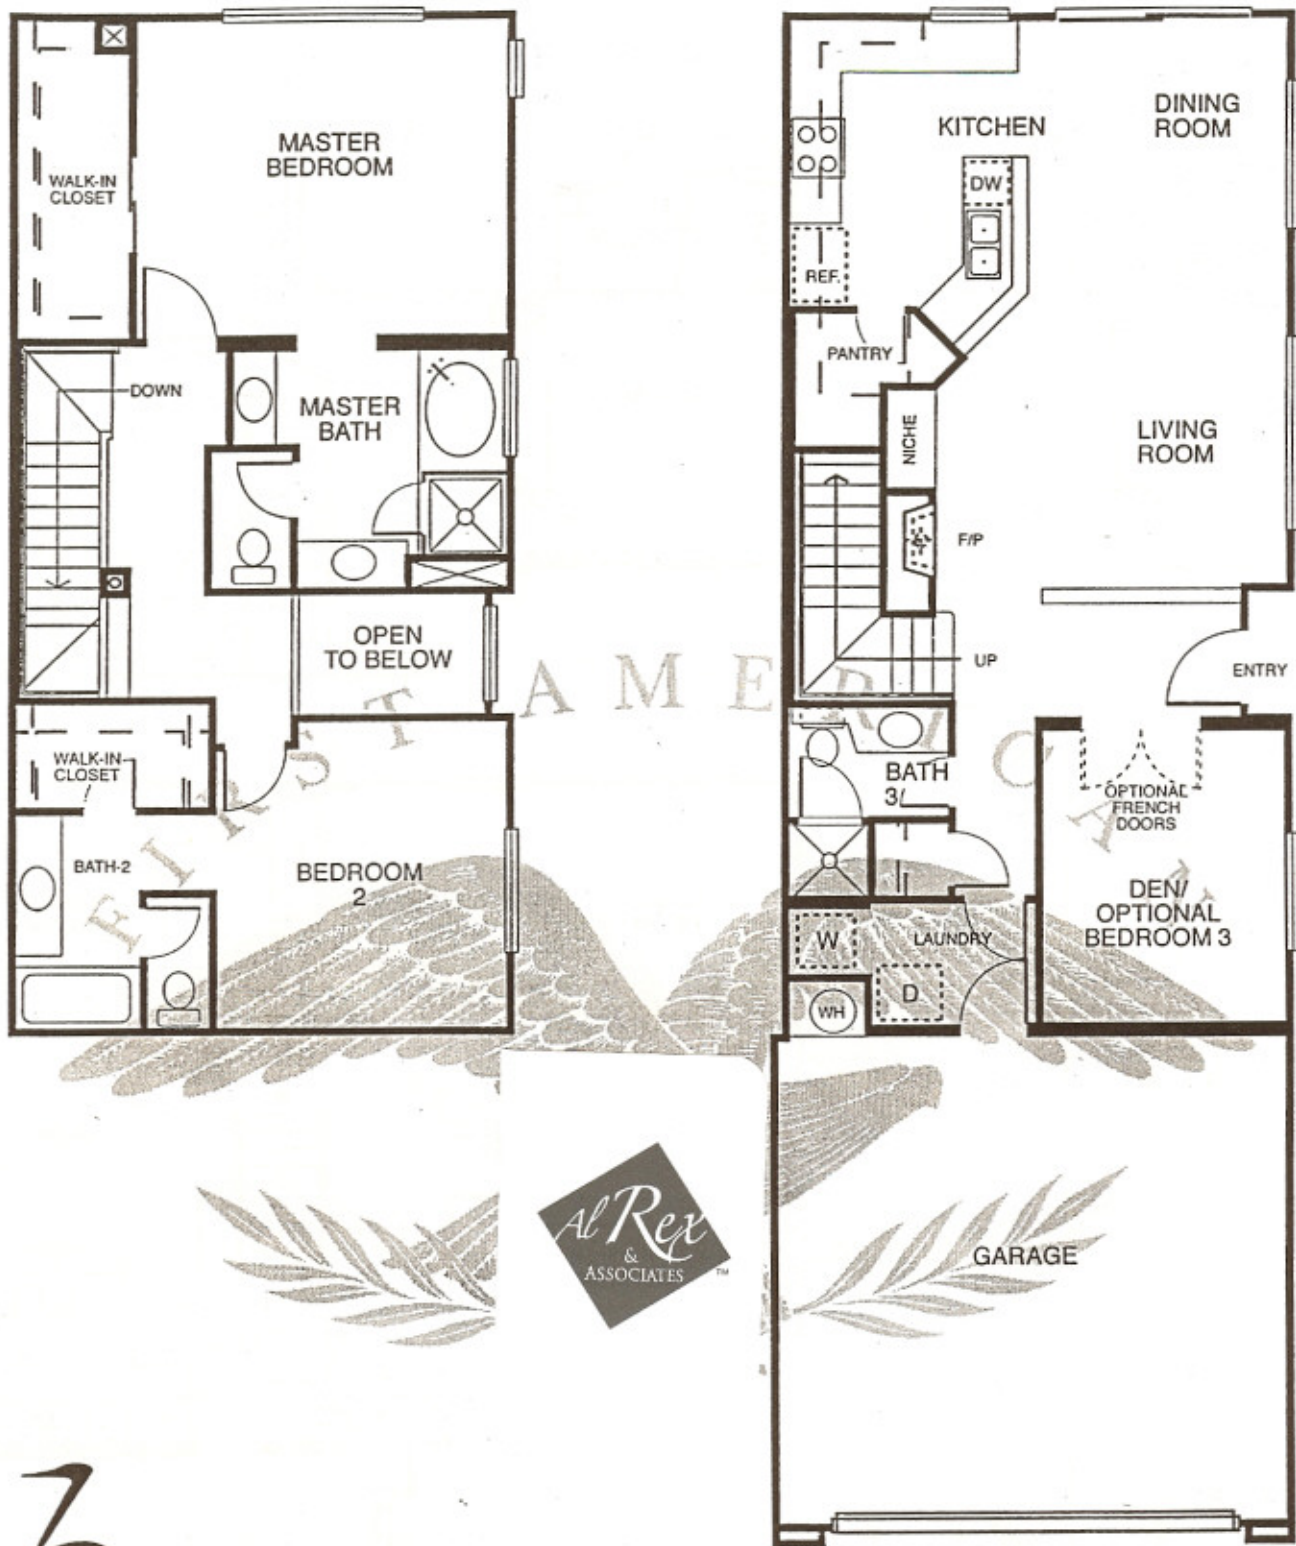 MASTER
BEDROOM
WALK-IN
CLOSET
DOWN
MASTER
BATH
OPEN
TO BELOW
WALK-IN
CLOSET
BATH-2
BEDROOM
2
KITCHEN
DINING
ROOM
DW
REF.
PANTRY
NICHE
LIVING
ROOM
F/P
UP
ENTRY
BATH
3/
OPTIONAL
FRENCH
DOORS
DEN/
OPTIONAL
BEDROOM 3
W
LAUNDRY
D
WH
GARAGE
FIRST AMERICAN
Al Rex
&
ASSOCIATES
TM